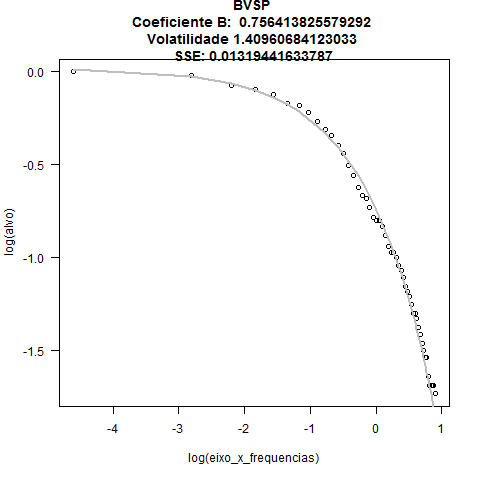 BVSP
Coeficiente B:  0.756413825579292
Volatilidade 1.40960684123033
SSE: 0.01319441633787
0.0
-0.5
-1.0
-1.5
log(alvo)
-4
-3
-2
-1
0
1
log(eixo_x_frequencias)